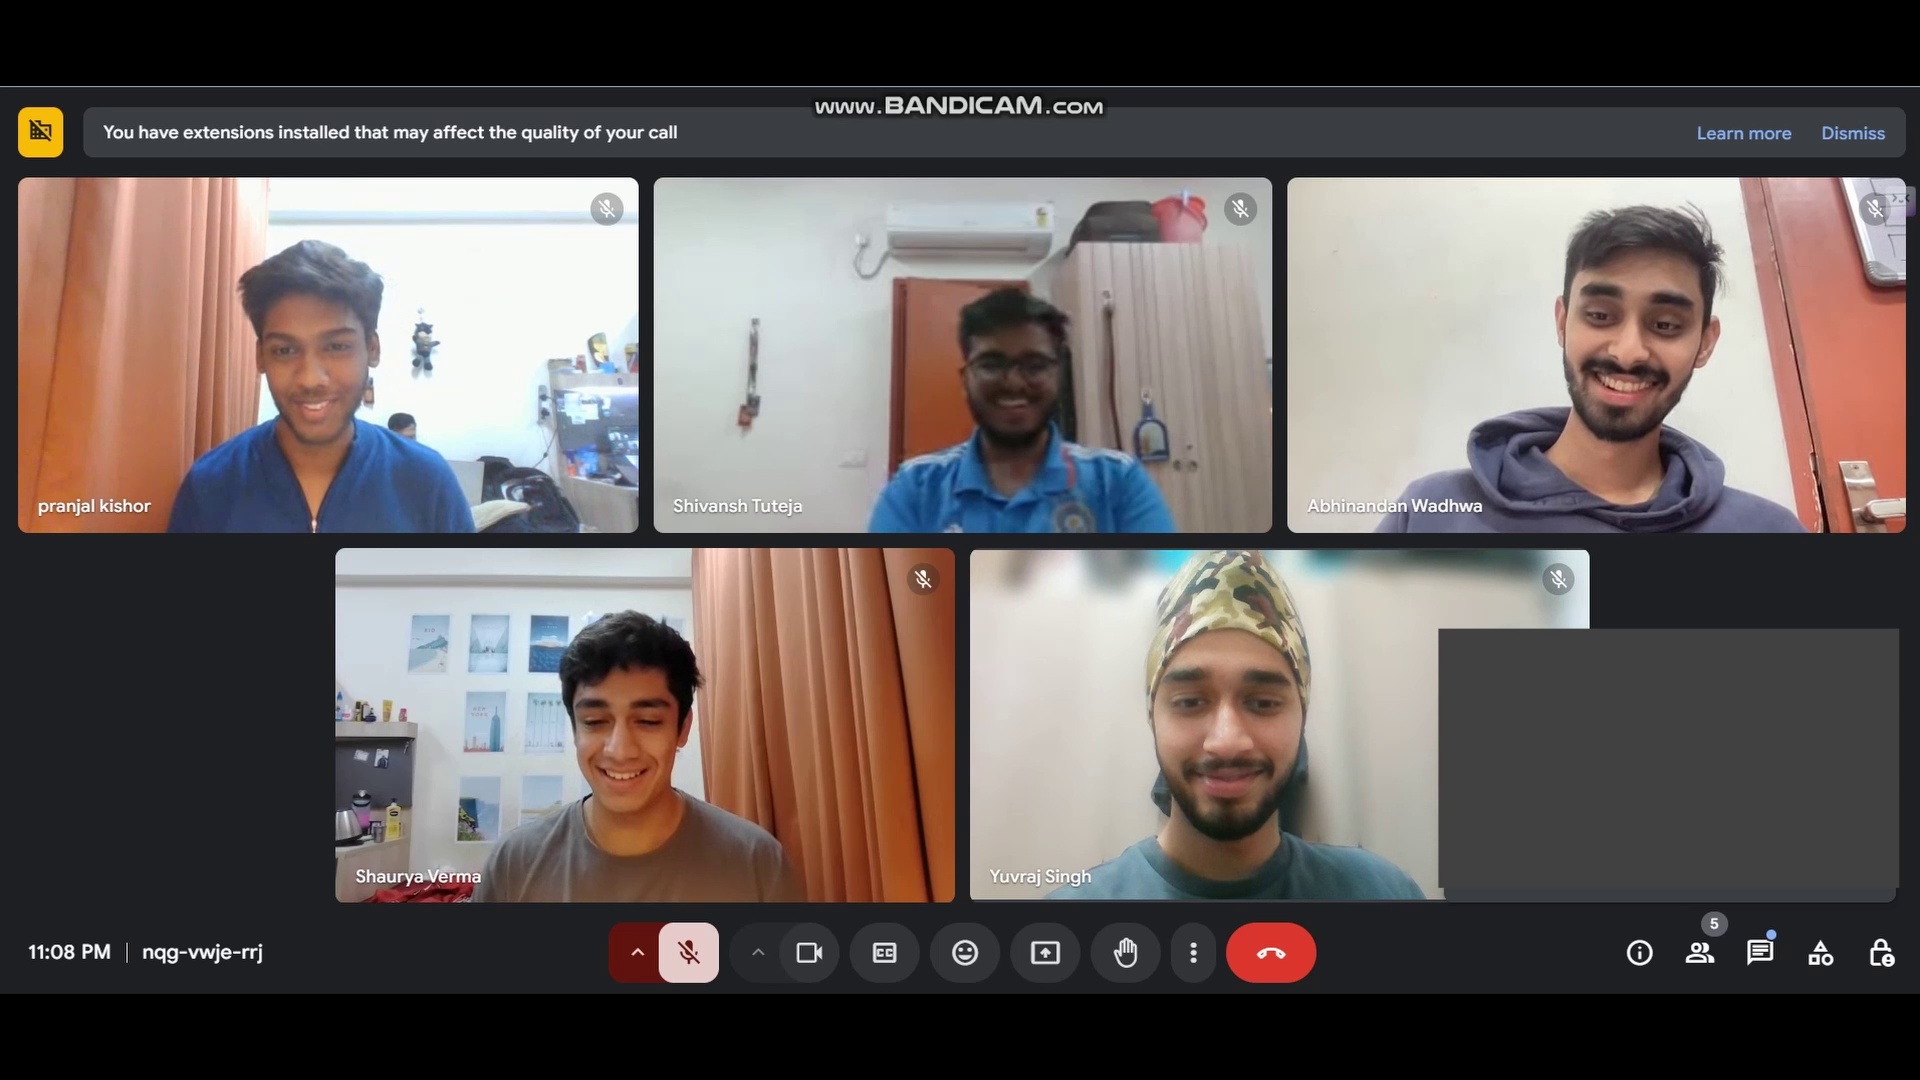 www.BANDICAM.com
You have extensions installed that may affect the quality of your call
Learn more
Dismiss
pranjal kishor
Shivansh Tuteja
Abhinandan Wadhwa
Shaurya Verma
Yuvraj Singh
11:08 PM
nqg-vwje-rrj
CC
5